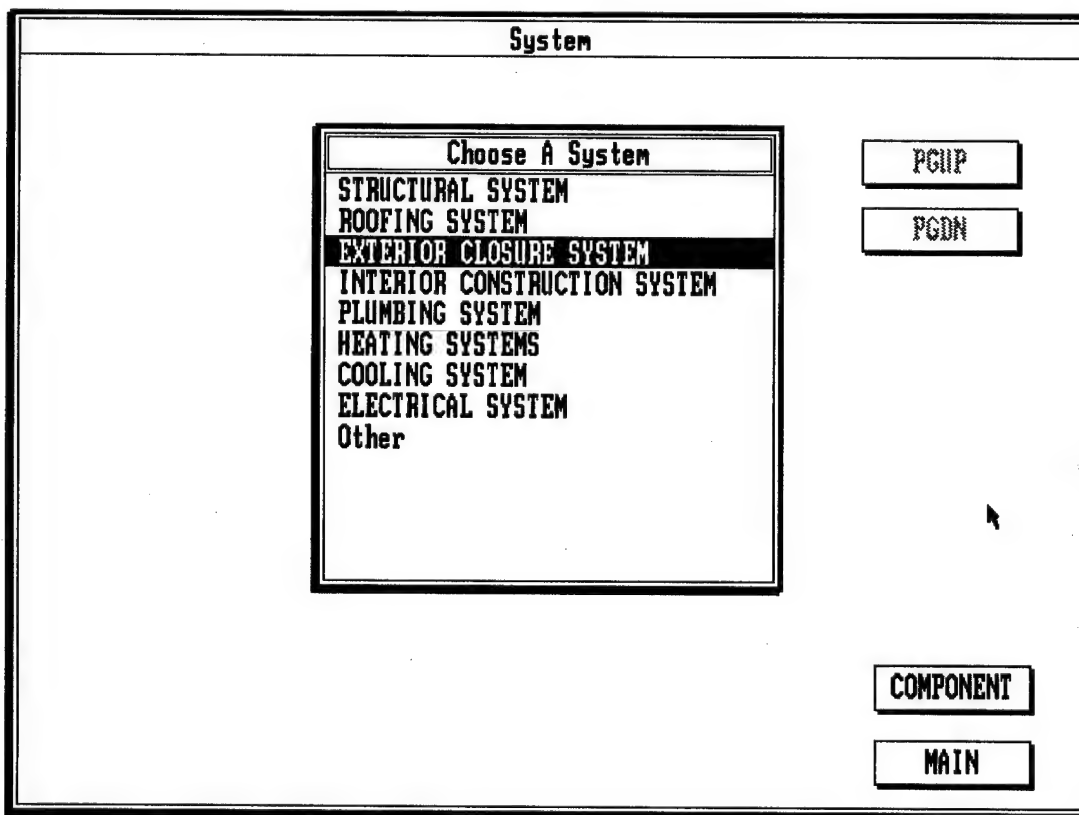 System
Choose A System
STRUCTURAL SYSTEM
ROOFING SYSTEM
EXTERIOR CLOSURE SYSTEM
INTERIOR CONSTRUCTION SYSTEM
PLUMBING SYSTEM
HEATING SYSTEMS
COOLING SYSTEM
ELECTRICAL SYSTEM
Other
PGUP
PGDN
COMPONENT
MAIN